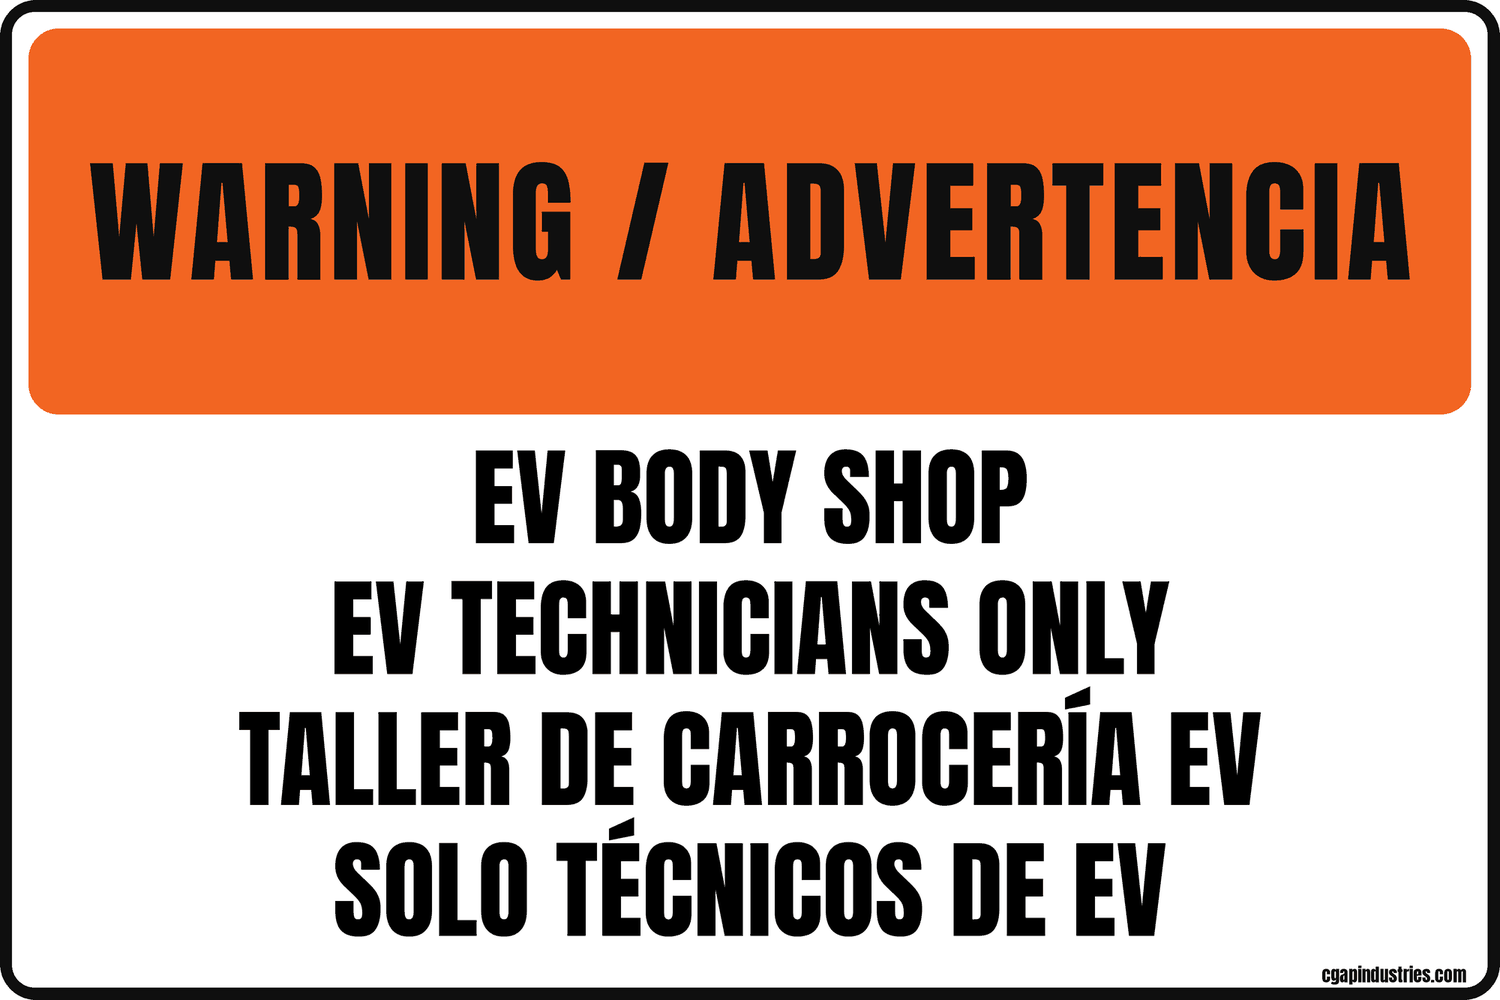 WARNING / ADVERTENCIA
EV BODY SHOP
EV TECHNICIANS ONLY
TALLER DE CARROCERÍA EV
SOLO TÉCNICOS DE EV
cgapindustries.com